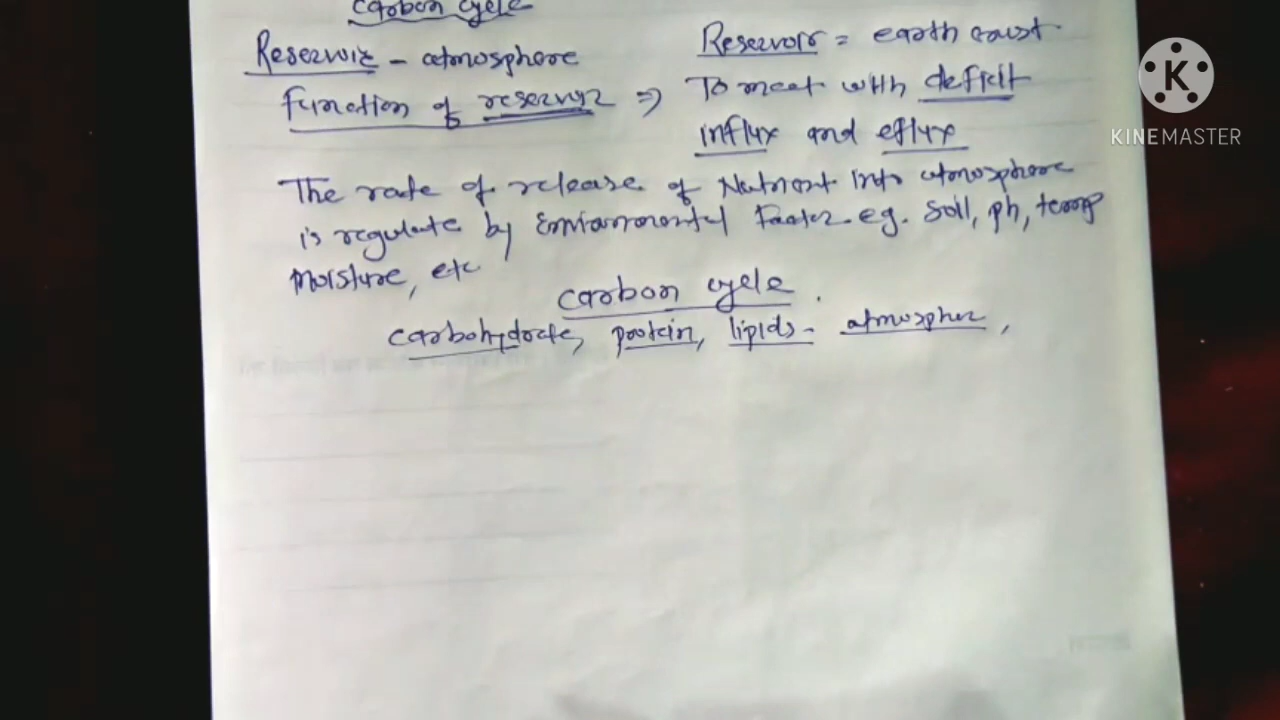 carbon cycle
Reservoir - atmosphere
Reservoir = earth crust
function of reservoir ⇒ To meet with deficit
influx and eflux
The rate of release of Nutrient into atmosphere
is regulate by Environmental Factor eg. soil, ph, temp
moisture, etc
carbon cycle
carbohydrate, protein, lipids - atmospher,
KINEMASTER